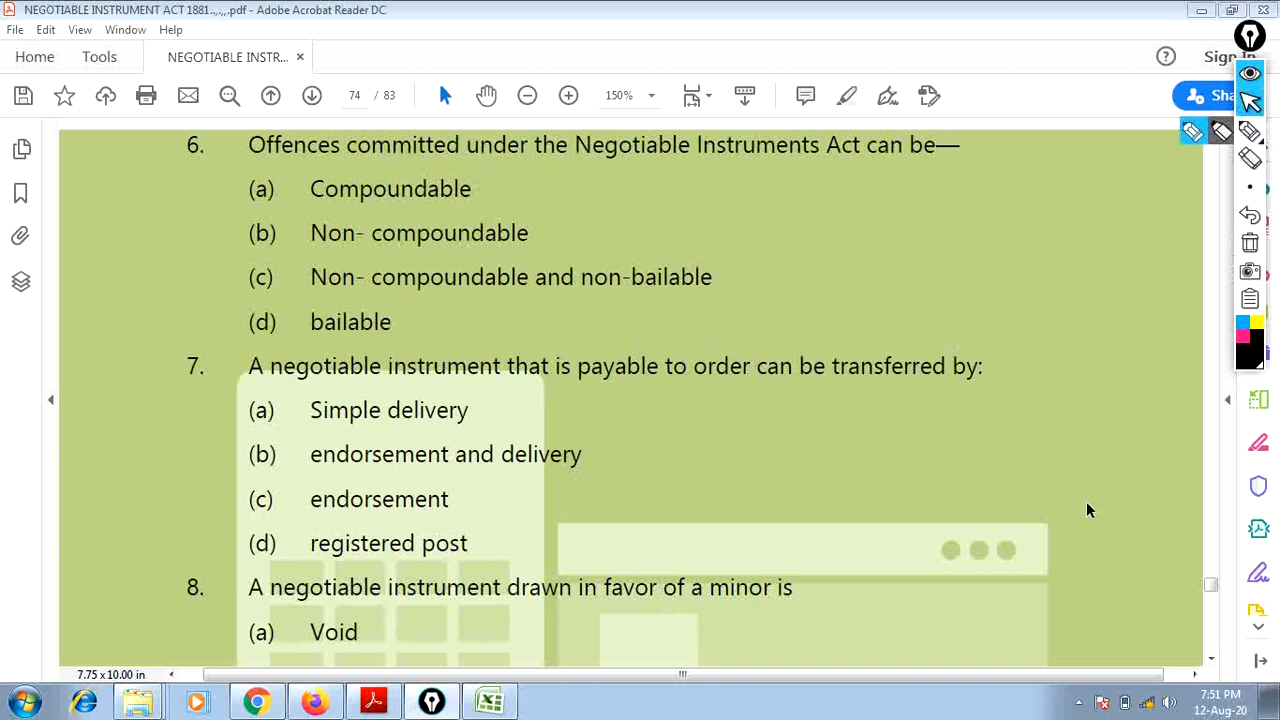 NEGOTIABLE INSTRUMENT ACT 1881..,.,,.pdf - Adobe Acrobat Reader DC
File Edit View Window Help
Home Tools NEGOTIABLE INSTR... × Sign In
74 / 83 150% Sha
6. Offences committed under the Negotiable Instruments Act can be—
(a) Compoundable
(b) Non- compoundable
(c) Non- compoundable and non-bailable
(d) bailable
7. A negotiable instrument that is payable to order can be transferred by:
(a) Simple delivery
(b) endorsement and delivery
(c) endorsement
(d) registered post
8. A negotiable instrument drawn in favor of a minor is
(a) Void
7.75 x 10.00 in
7:51 PM
12-Aug-20